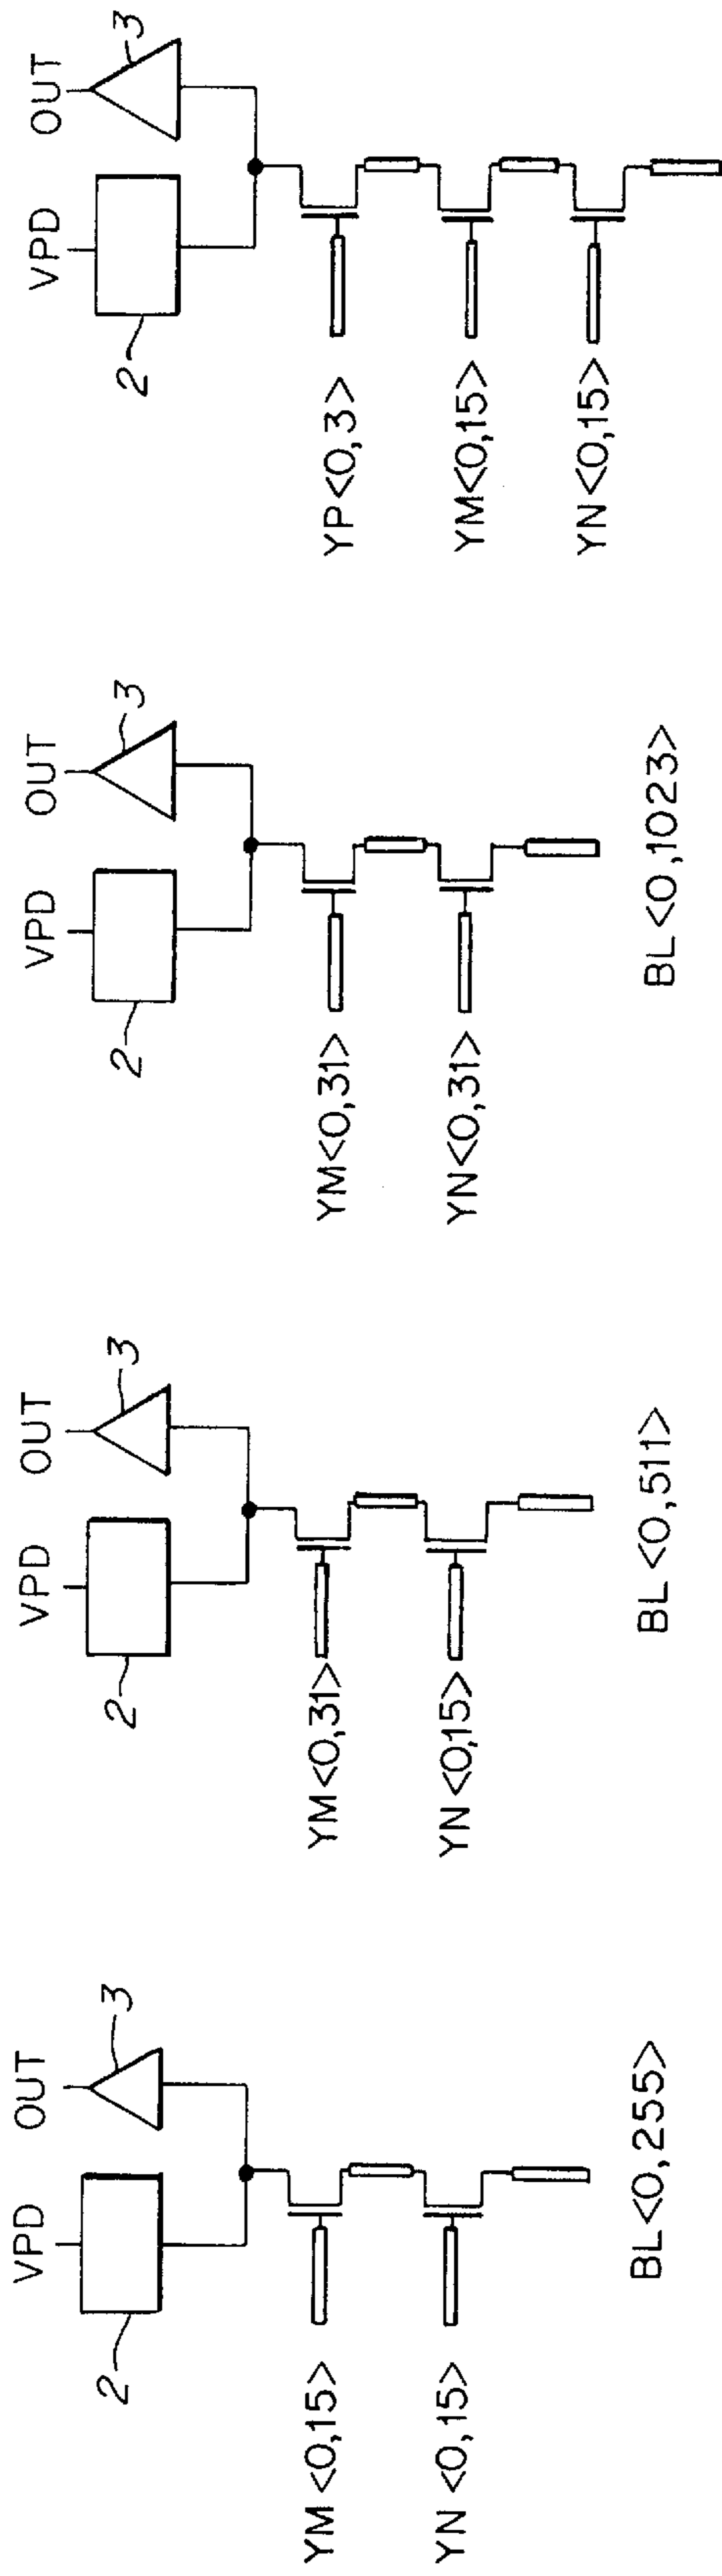 VPD
OUT
2
3
YM <0,15>
YN <0,15>
BL<0,255>
VPD
OUT
2
3
YM<0,31>
YN <0,15>
BL <0,511>
VPD
OUT
2
3
YM<0,31>
YN<0,31>
BL<0,1023>
VPD
OUT
2
3
YP<0,3>
YM<0,15>
YN<0,15>